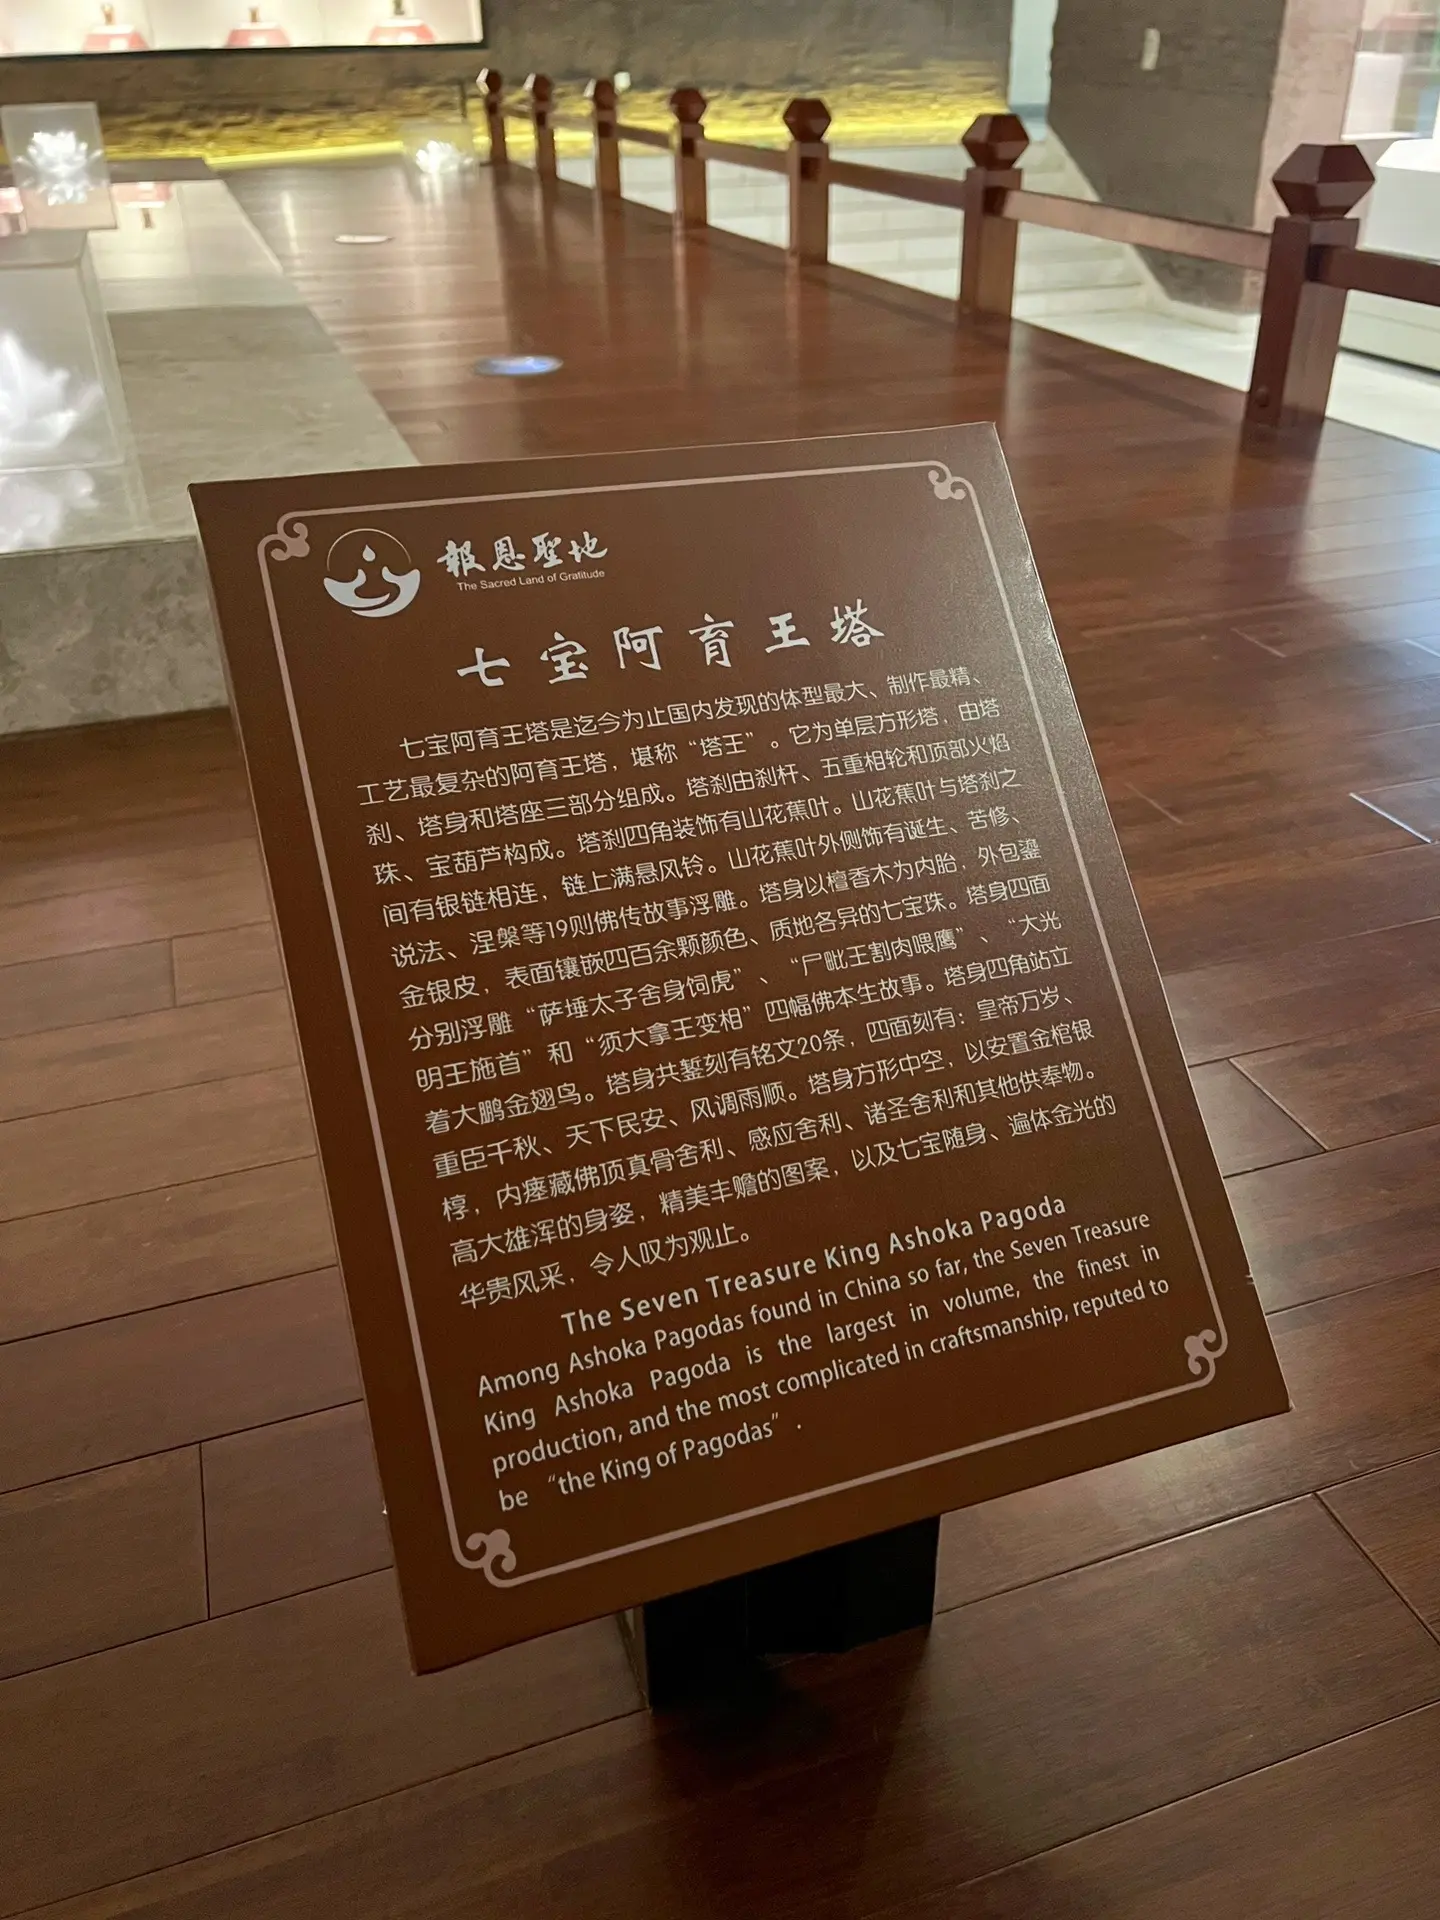 報恩聖地
The Sacred Land of Gratitude
七宝阿育王塔
七宝阿育王塔是迄今为止国内发现的体型最大、制作最精、
工艺最复杂的阿育王塔，堪称“塔王”。它为单层方形塔，由塔
刹、塔身和塔座三部分组成。塔刹由刹杆、五重相轮和顶部火焰
珠、宝葫芦构成。塔刹四角装饰有山花蕉叶。山花蕉叶与塔刹之
间有银链相连，链上满悬风铃。山花蕉叶外侧饰有诞生、苦修、
说法、涅槃等19则佛传故事浮雕。塔身以檀香木为内胎，外包鎏
金银皮，表面镶嵌四百余颗颜色、质地各异的七宝珠。塔身四面
分别浮雕“萨埵太子舍身饲虎”、“尸毗王割肉喂鹰”、“大光
明王施首”和“须大拿王变相”四幅佛本生故事。塔身四角站立
着大鹏金翅鸟。塔身共錾刻有铭文20条，四面刻有：皇帝万岁、
重臣千秋、天下民安、风调雨顺。塔身方形中空，以安置金棺银
椁，内瘗藏佛顶真骨舍利、感应舍利、诸圣舍利和其他供奉物。
高大雄浑的身姿，精美丰赡的图案，以及七宝随身、遍体金光的
华贵风采，令人叹为观止。
The Seven Treasure King Ashoka Pagoda
Among Ashoka Pagodas found in China so far, the Seven Treasure
King Ashoka Pagoda is the largest in volume, the finest in
production, and the most complicated in craftsmanship, reputed to
be “the King of Pagodas”.